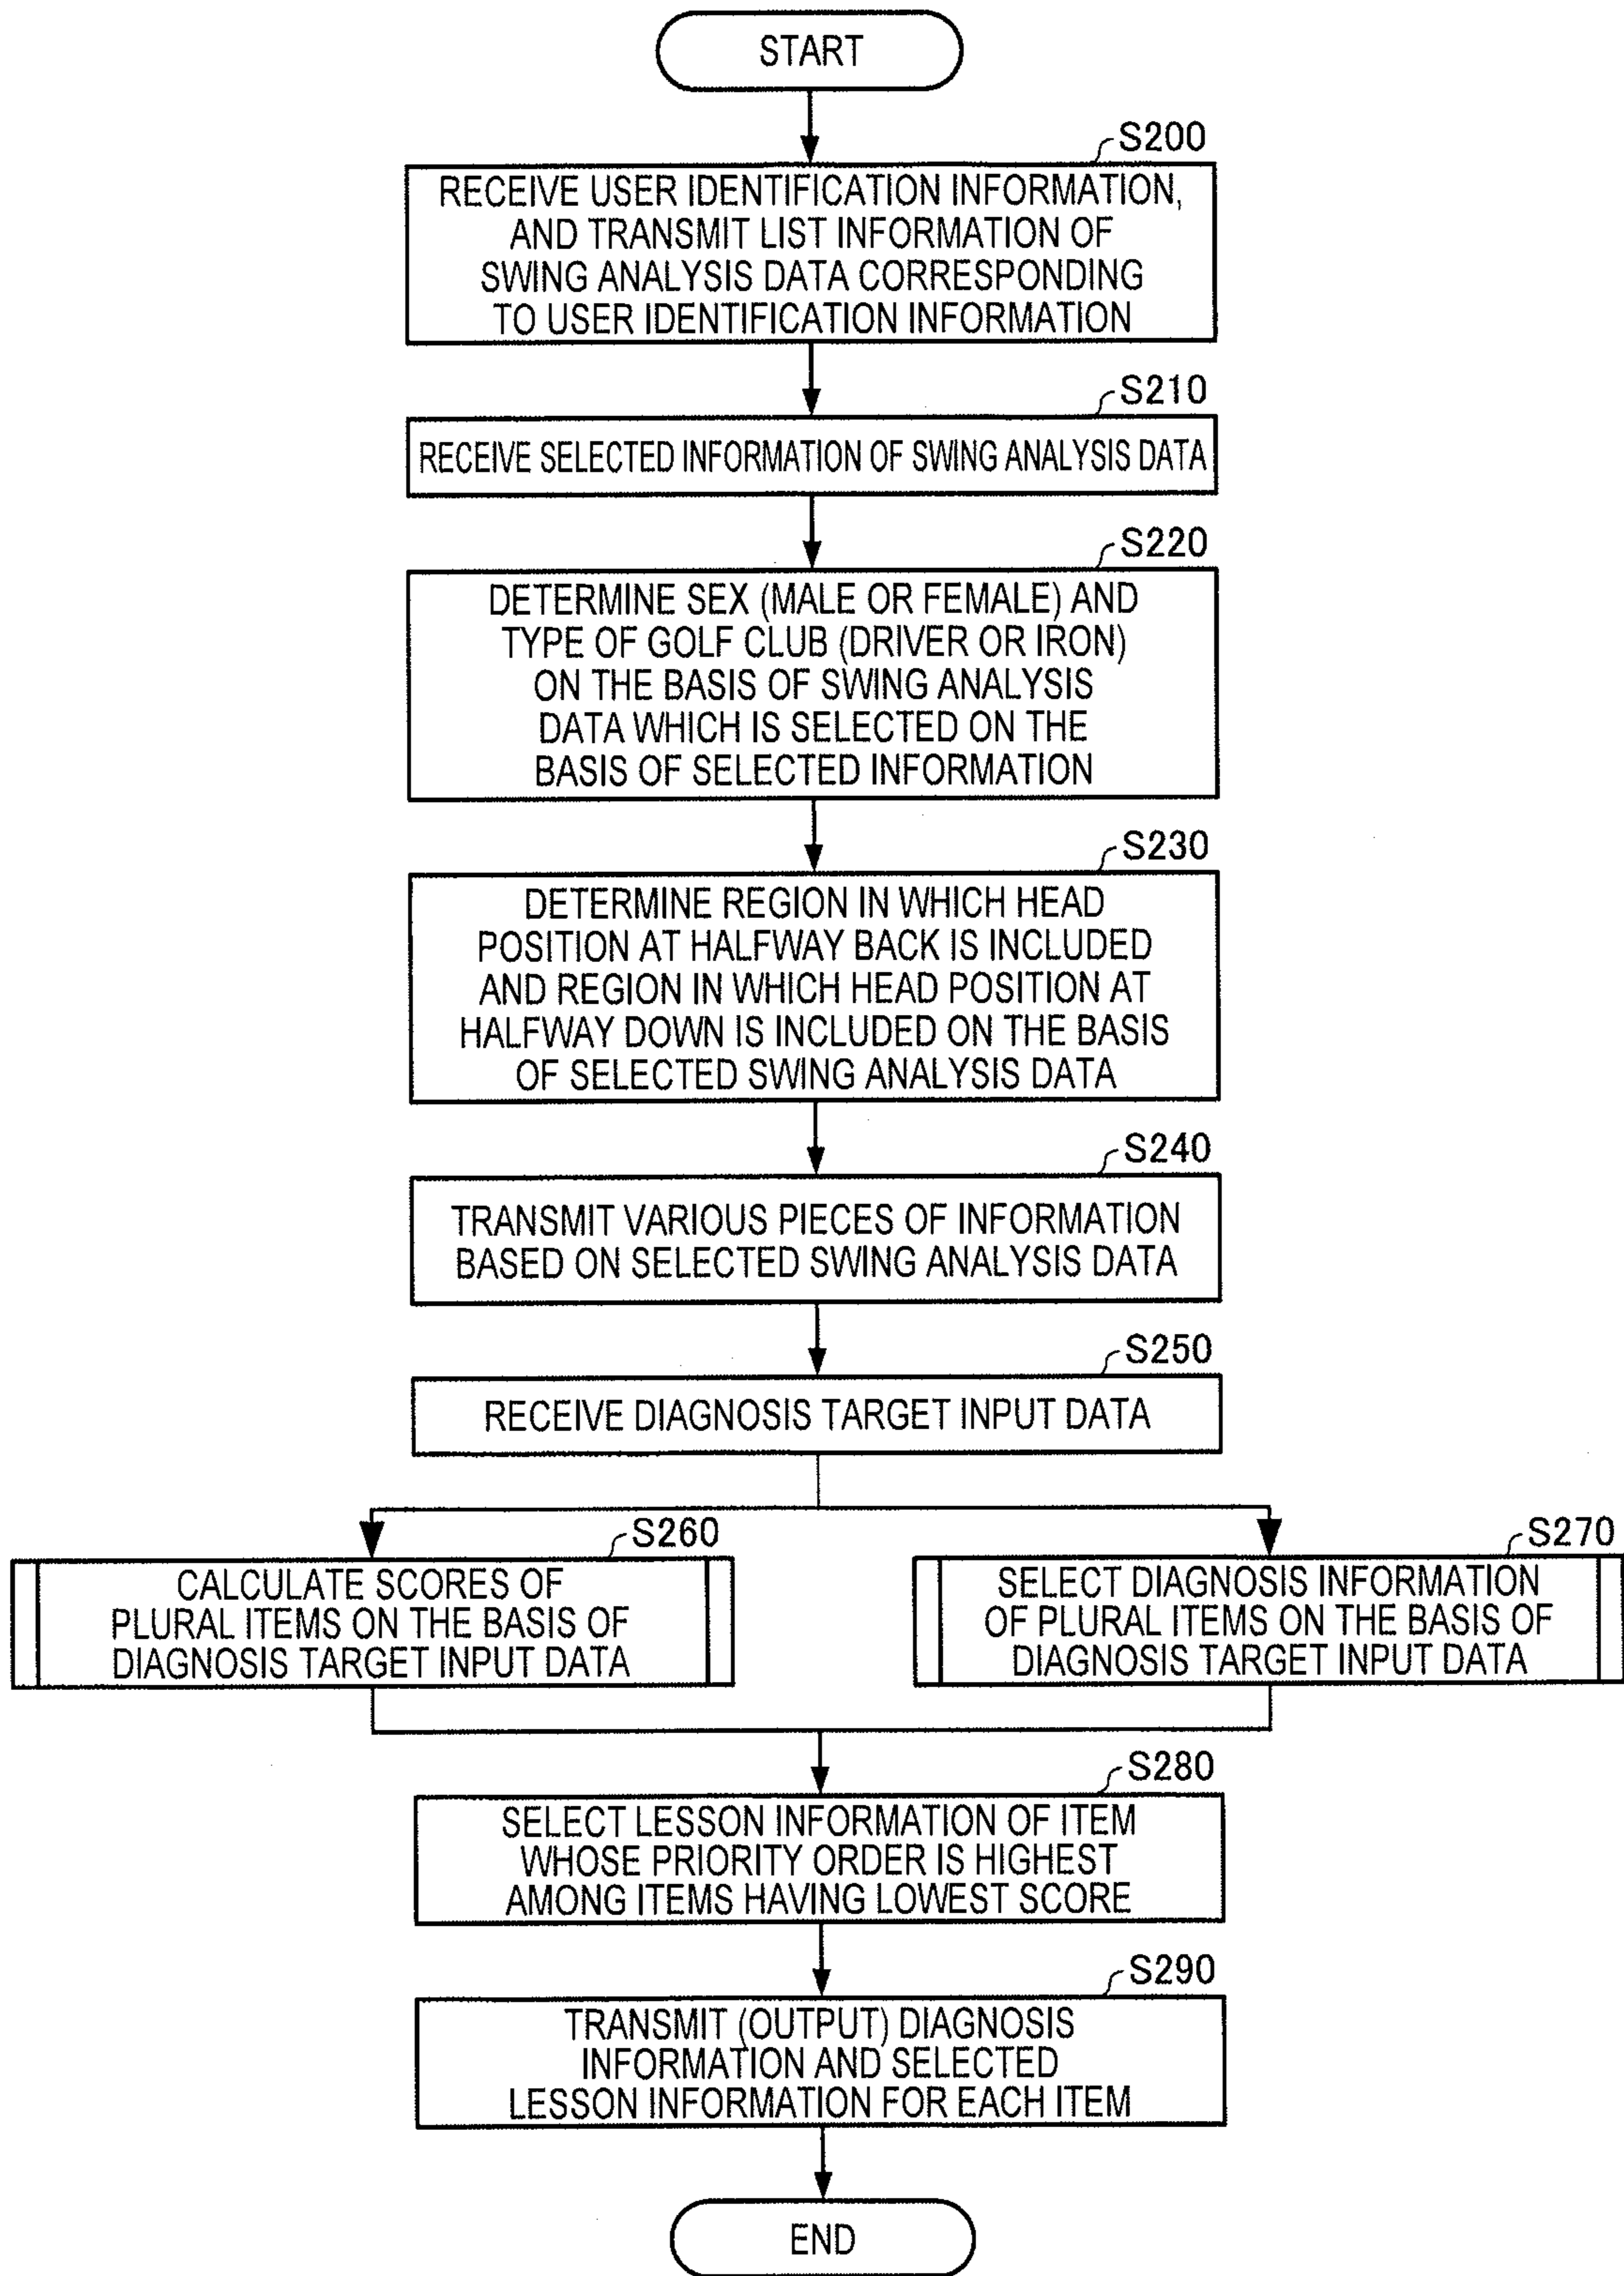 START
S200
RECEIVE USER IDENTIFICATION INFORMATION,
AND TRANSMIT LIST INFORMATION OF
SWING ANALYSIS DATA CORRESPONDING
TO USER IDENTIFICATION INFORMATION
S210
RECEIVE SELECTED INFORMATION OF SWING ANALYSIS DATA
S220
DETERMINE SEX (MALE OR FEMALE) AND
TYPE OF GOLF CLUB (DRIVER OR IRON)
ON THE BASIS OF SWING ANALYSIS
DATA WHICH IS SELECTED ON THE
BASIS OF SELECTED INFORMATION
S230
DETERMINE REGION IN WHICH HEAD
POSITION AT HALFWAY BACK IS INCLUDED
AND REGION IN WHICH HEAD POSITION AT
HALFWAY DOWN IS INCLUDED ON THE BASIS
OF SELECTED SWING ANALYSIS DATA
S240
TRANSMIT VARIOUS PIECES OF INFORMATION
BASED ON SELECTED SWING ANALYSIS DATA
S250
RECEIVE DIAGNOSIS TARGET INPUT DATA
S260
CALCULATE SCORES OF
PLURAL ITEMS ON THE BASIS OF
DIAGNOSIS TARGET INPUT DATA
S270
SELECT DIAGNOSIS INFORMATION
OF PLURAL ITEMS ON THE BASIS OF
DIAGNOSIS TARGET INPUT DATA
S280
SELECT LESSON INFORMATION OF ITEM
WHOSE PRIORITY ORDER IS HIGHEST
AMONG ITEMS HAVING LOWEST SCORE
S290
TRANSMIT (OUTPUT) DIAGNOSIS
INFORMATION AND SELECTED
LESSON INFORMATION FOR EACH ITEM
END